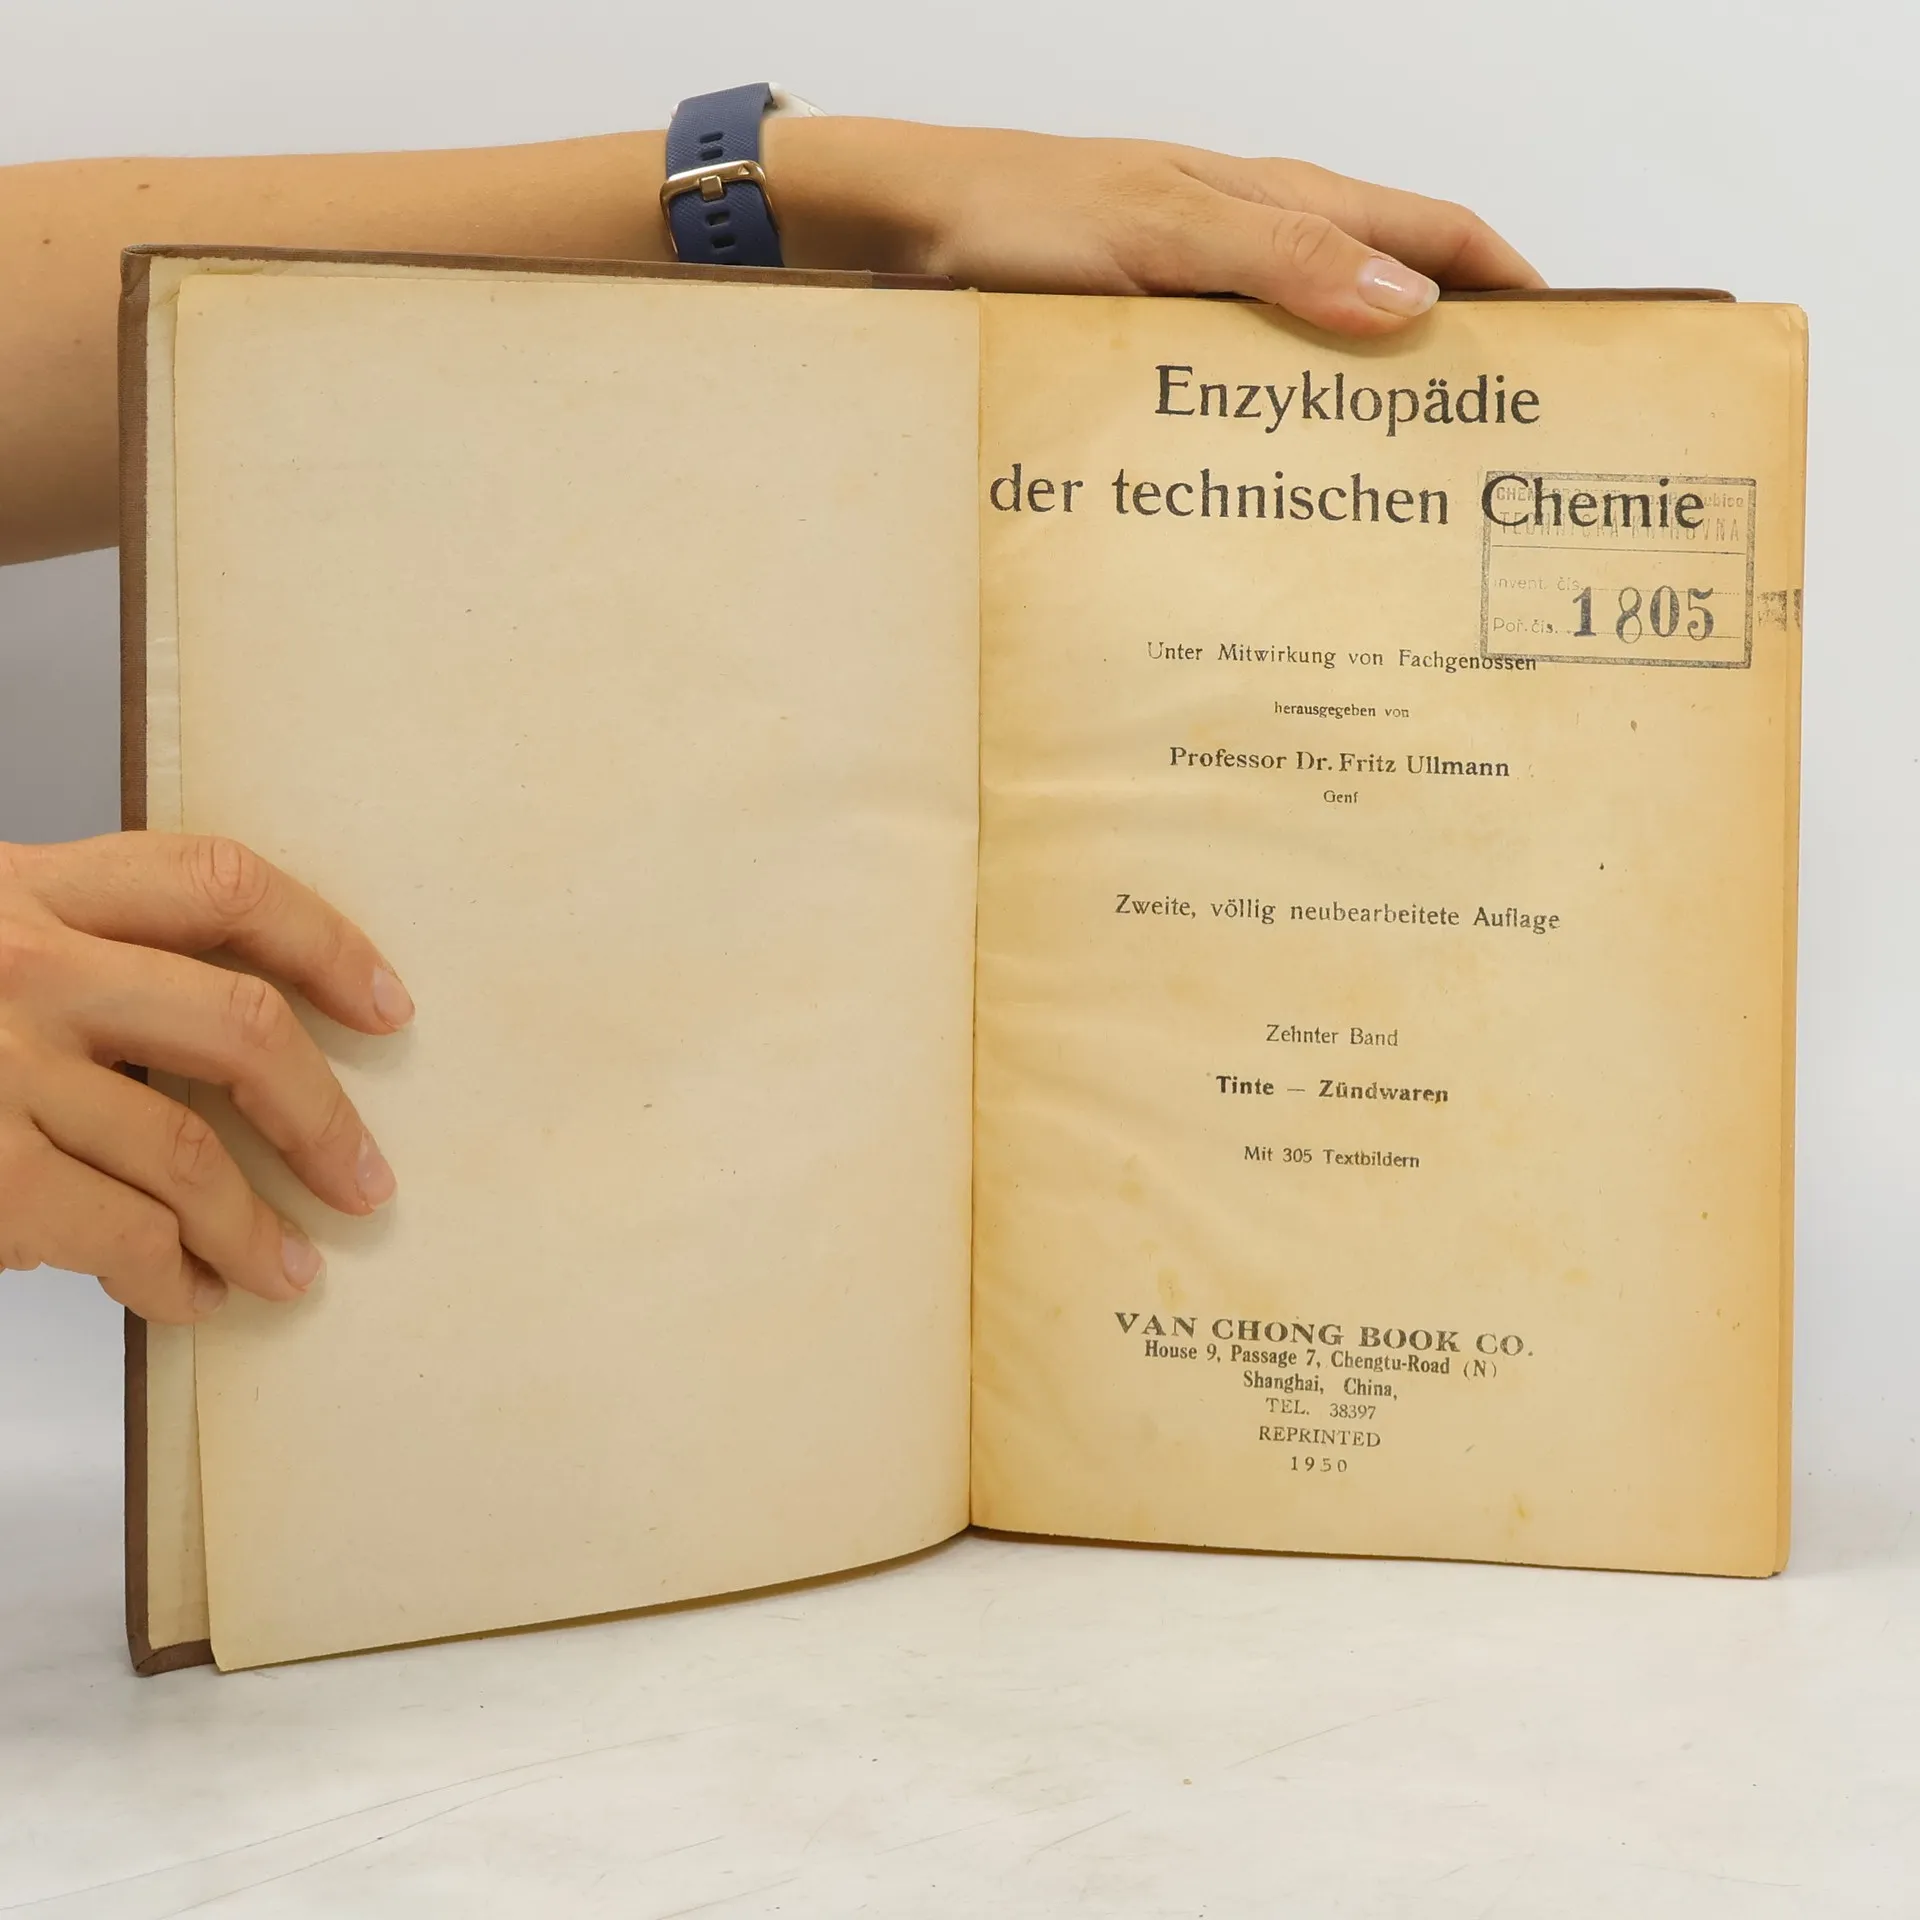 Enzyklopädie
der technischen Chemie
TECHNICKÁ KNIHOVNA
Invent. čís.
Poř. čís. 1805
Unter Mitwirkung von Fachgenossen
herausgegeben von
Professor Dr. Fritz Ullmann
Genf
Zweite, völlig neubearbeitete Auflage
Zehnter Band
Tinte — Zündwaren
Mit 305 Textbildern
VAN CHONG BOOK CO.
House 9, Passage 7, Chengtu-Road (N)
Shanghai, China,
TEL. 38397
REPRINTED
1950